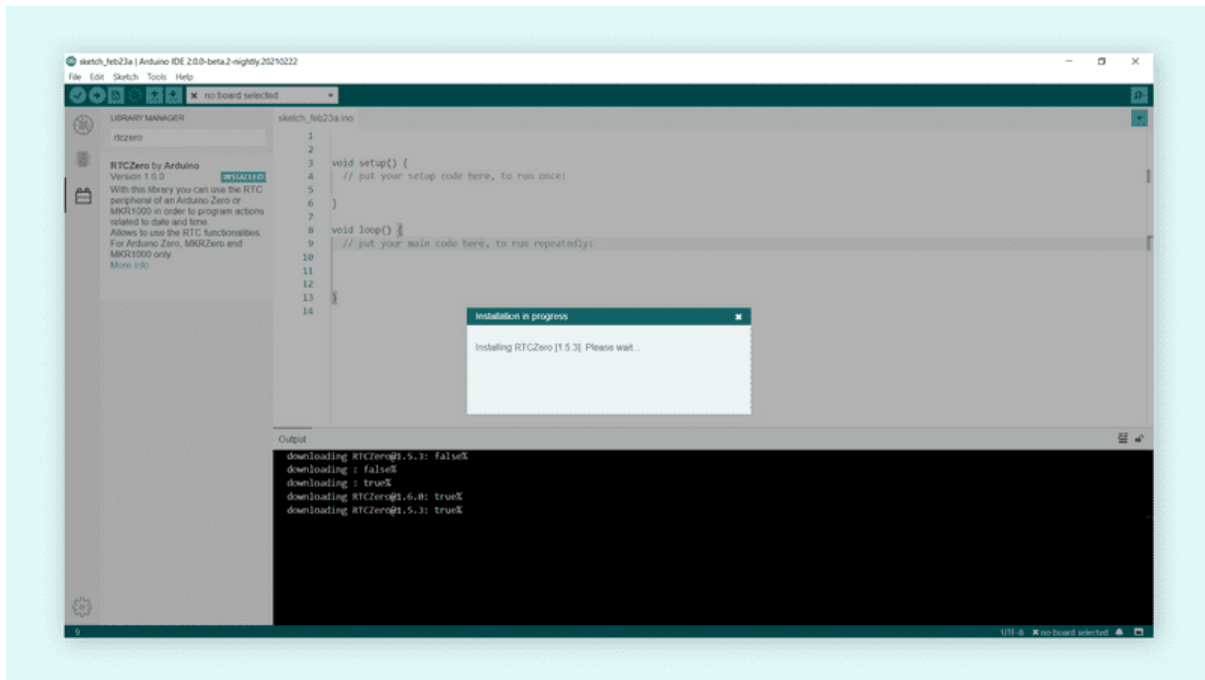 sketch_feb23a | Arduino IDE 2.0.0-beta.2-nightly.20210222
File Edit Sketch Tools Help
no board selected
LIBRARY MANAGER
rtczero
RTCZero by Arduino
Version 1.6.0 INSTALLED
With this library you can use the RTC
peripheral of an Arduino Zero or
MKR1000 in order to program actions
related to date and time.
Allows to use the RTC functionalities.
For Arduino Zero, MKRZero and
MKR1000 only
More info
sketch_feb23a.ino
1
2
3 void setup() {
4 // put your setup code here, to run once:
5
6 }
7
8 void loop() {
9 // put your main code here, to run repeatedly:
10
11
12
13 }
14
Installation in progress
Installing RTCZero [1.5.3]. Please wait...
Output
downloading RTCZero@1.5.3: false%
downloading : false%
downloading : true%
downloading RTCZero@1.6.0: true%
downloading RTCZero@1.5.3: true%
9 UTF-8 no board selected